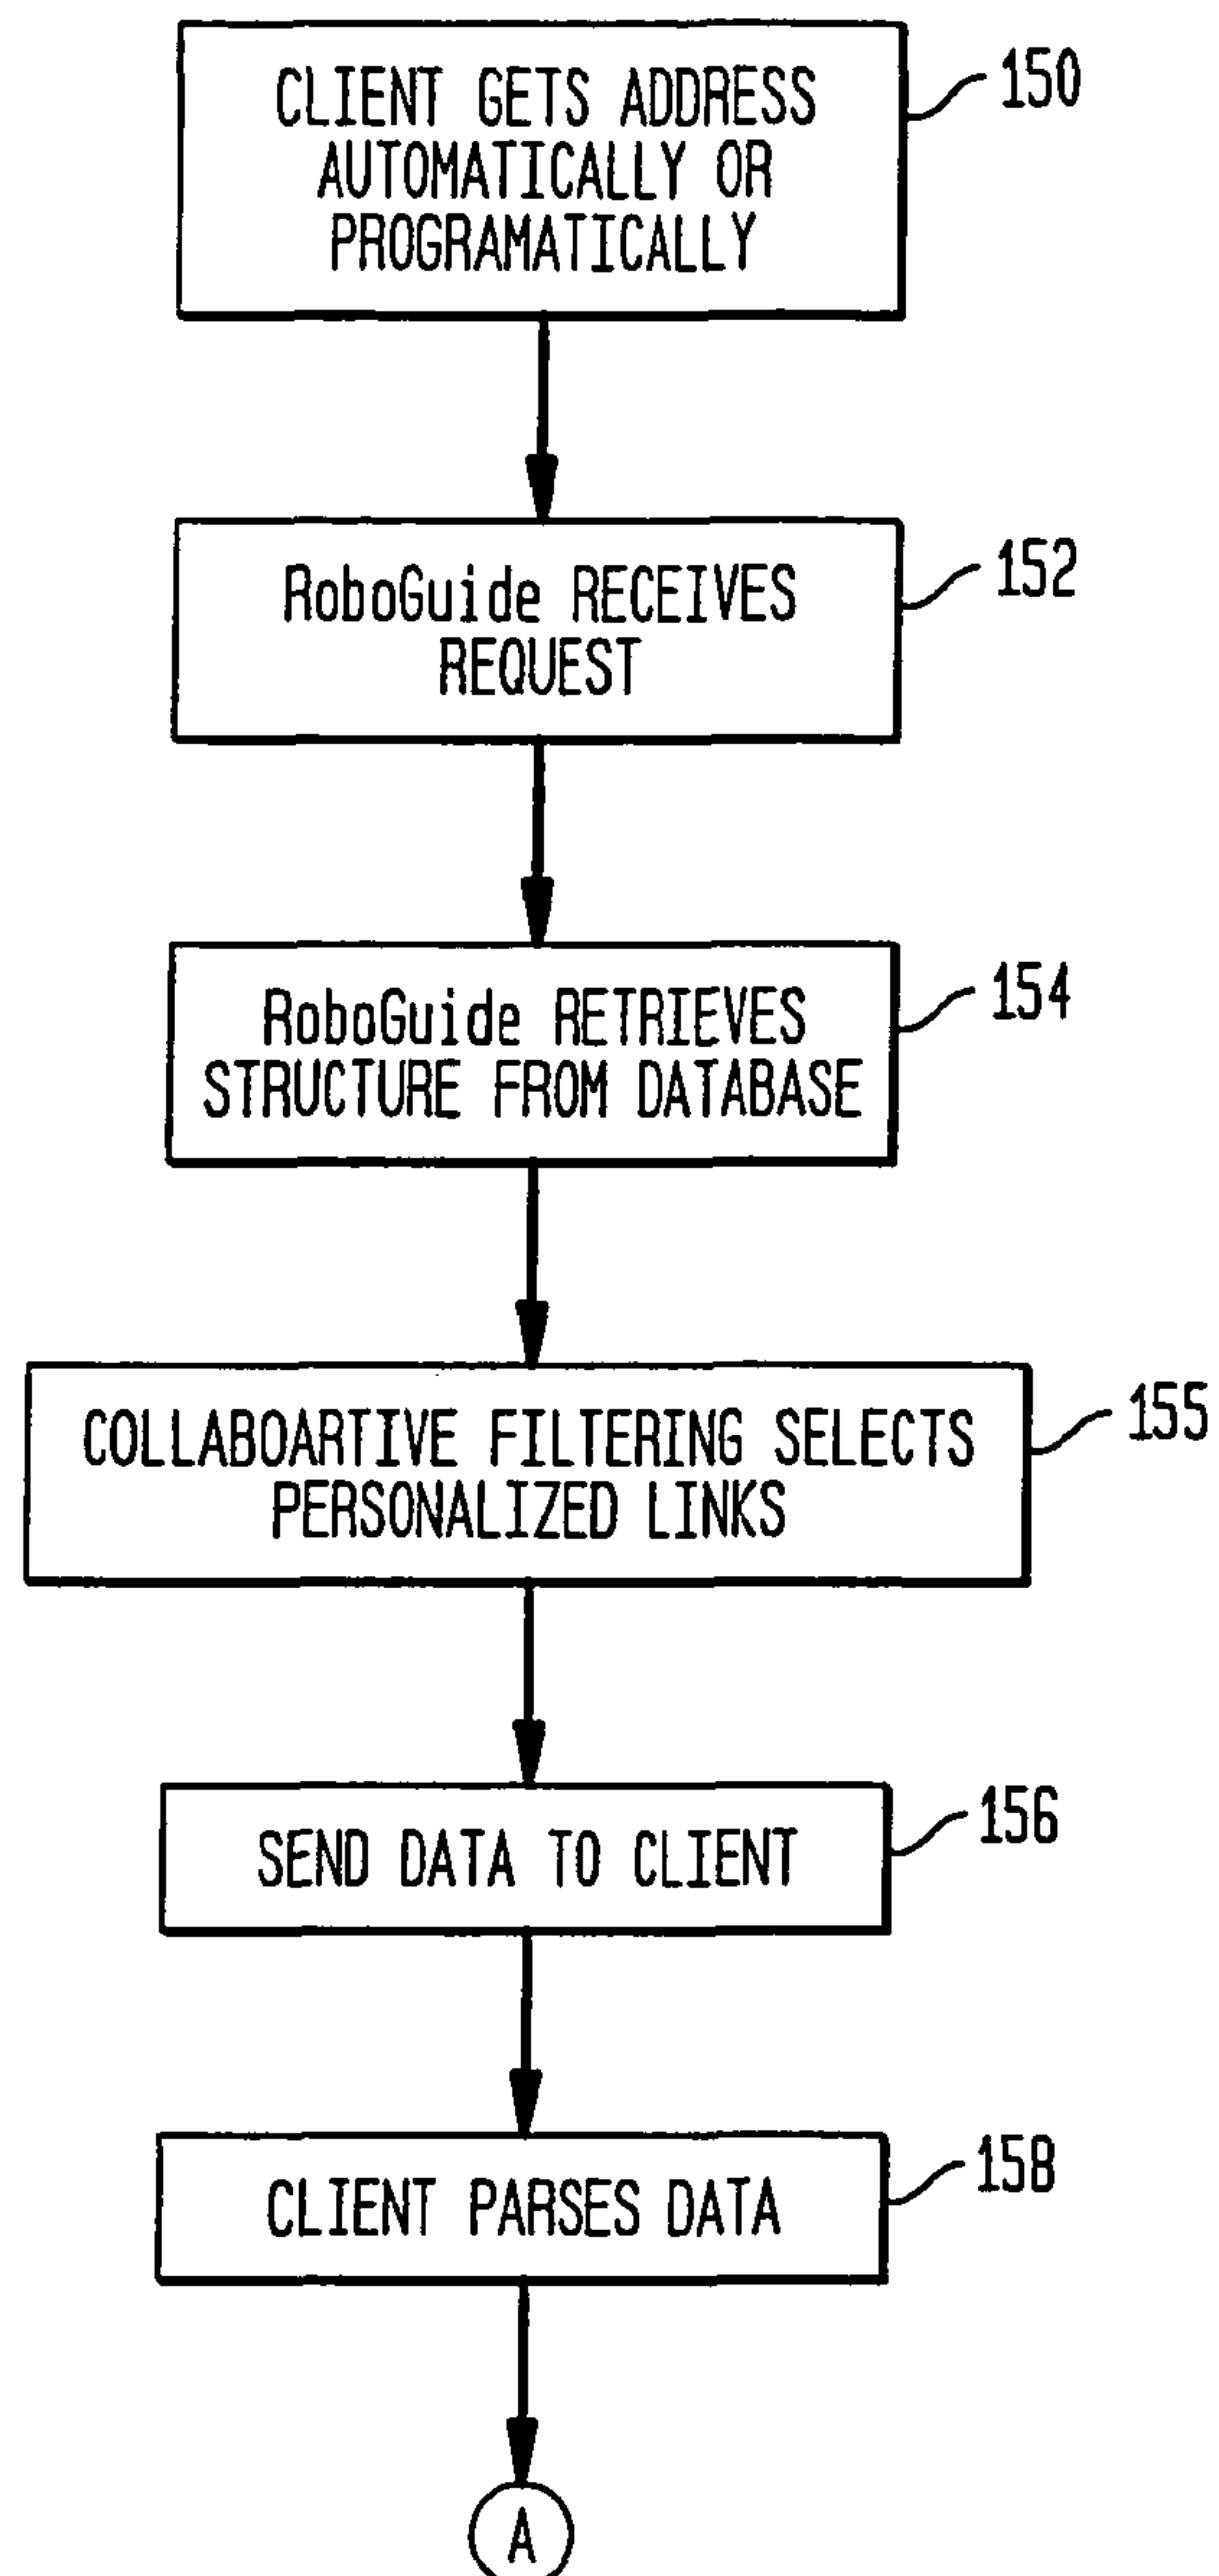 CLIENT GETS ADDRESS
AUTOMATICALLY OR
PROGRAMATICALLY
150
RoboGuide RECEIVES
REQUEST
152
RoboGuide RETRIEVES
STRUCTURE FROM DATABASE
154
COLLABOARTIVE FILTERING SELECTS
PERSONALIZED LINKS
155
SEND DATA TO CLIENT
156
CLIENT PARSES DATA
158
A